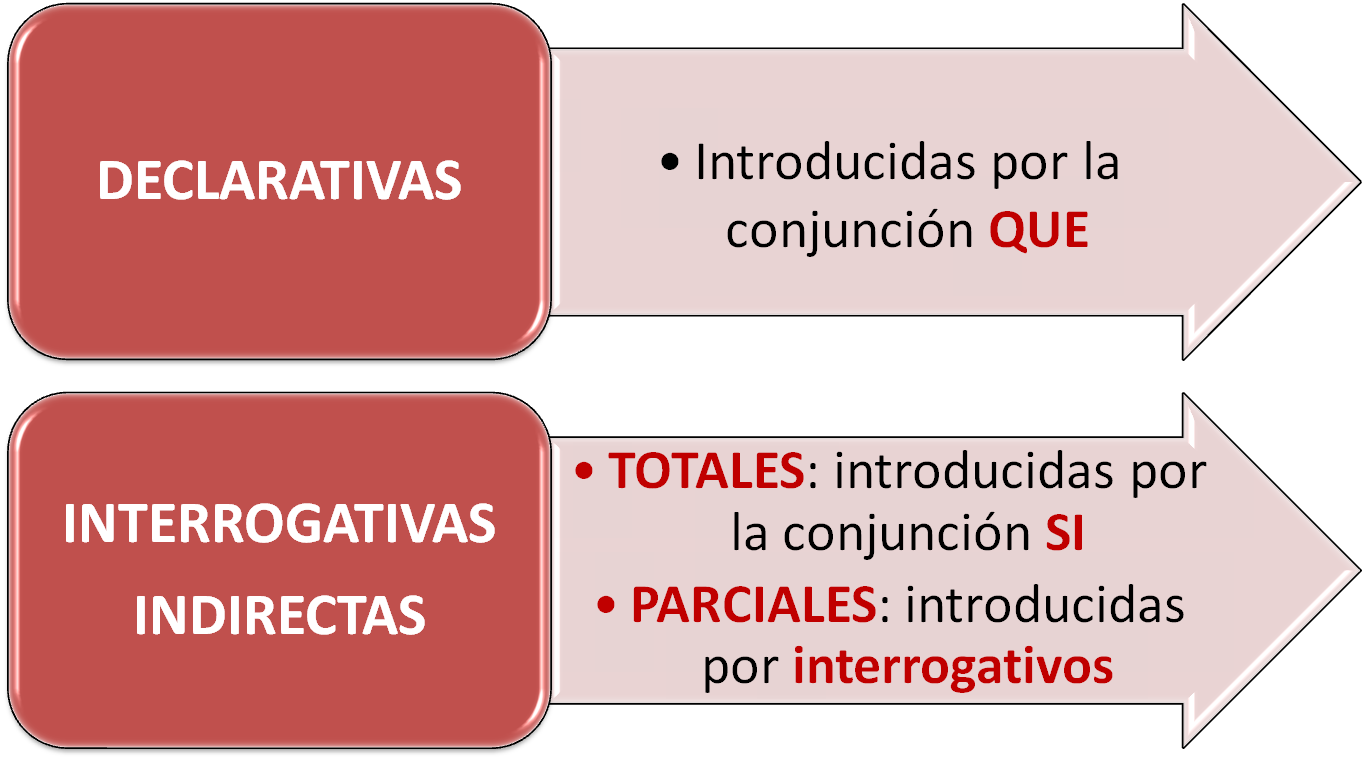 DECLARATIVAS
• Introducidas por la
conjunción QUE
INTERROGATIVAS
INDIRECTAS
• TOTALES: introducidas por
la conjunción SI
• PARCIALES: introducidas
por interrogativos